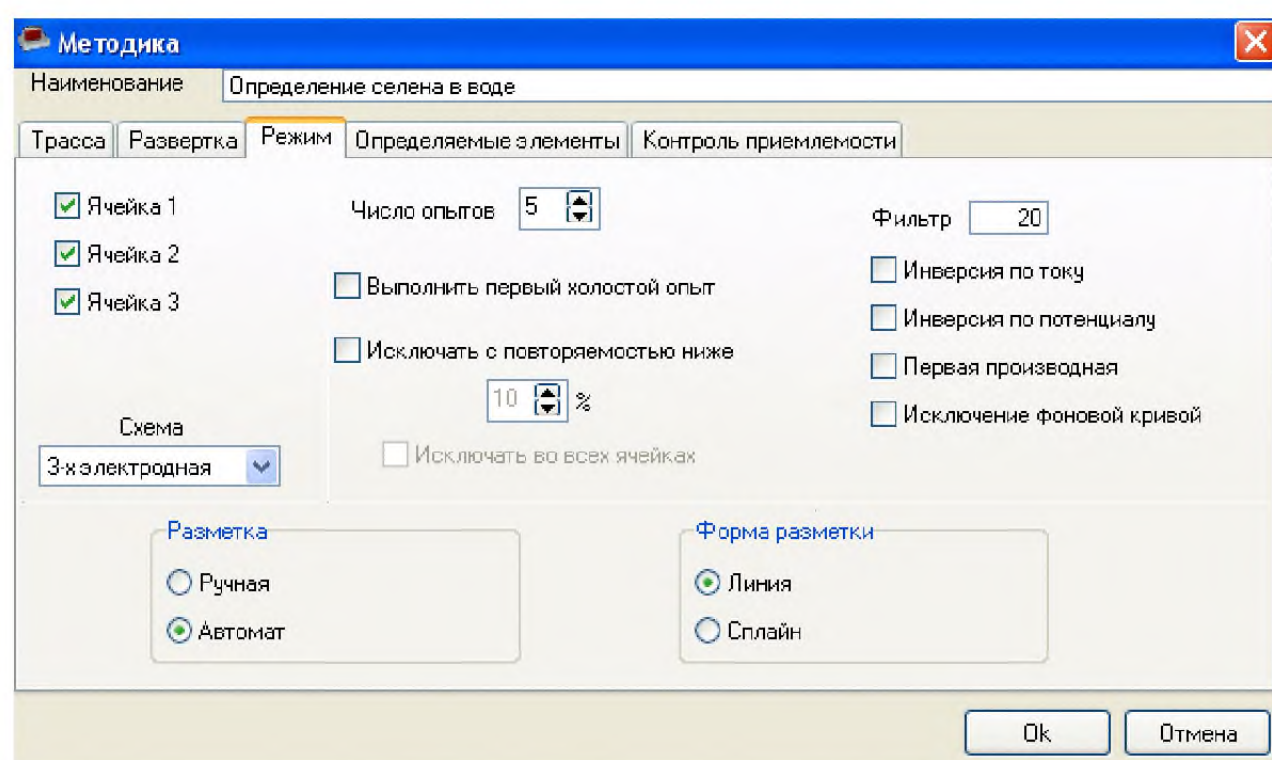 Методика
Наименование Определение селена в воде
Трасса Развертка Режим Определяемые элементы Контроль приемлемости
Ячейка 1
Ячейка 2
Ячейка 3
Число опытов 5
Фильтр 20
Выполнить первый холостой опыт
Исключать с повторяемостью ниже
10 %
Исключать во всех ячейках
Инверсия по току
Инверсия по потенциалу
Первая производная
Исключение фоновой кривой
Схема
3-х электродная
Разметка
Ручная
Автомат
Форма разметки
Линия
Сплайн
Ok Отмена